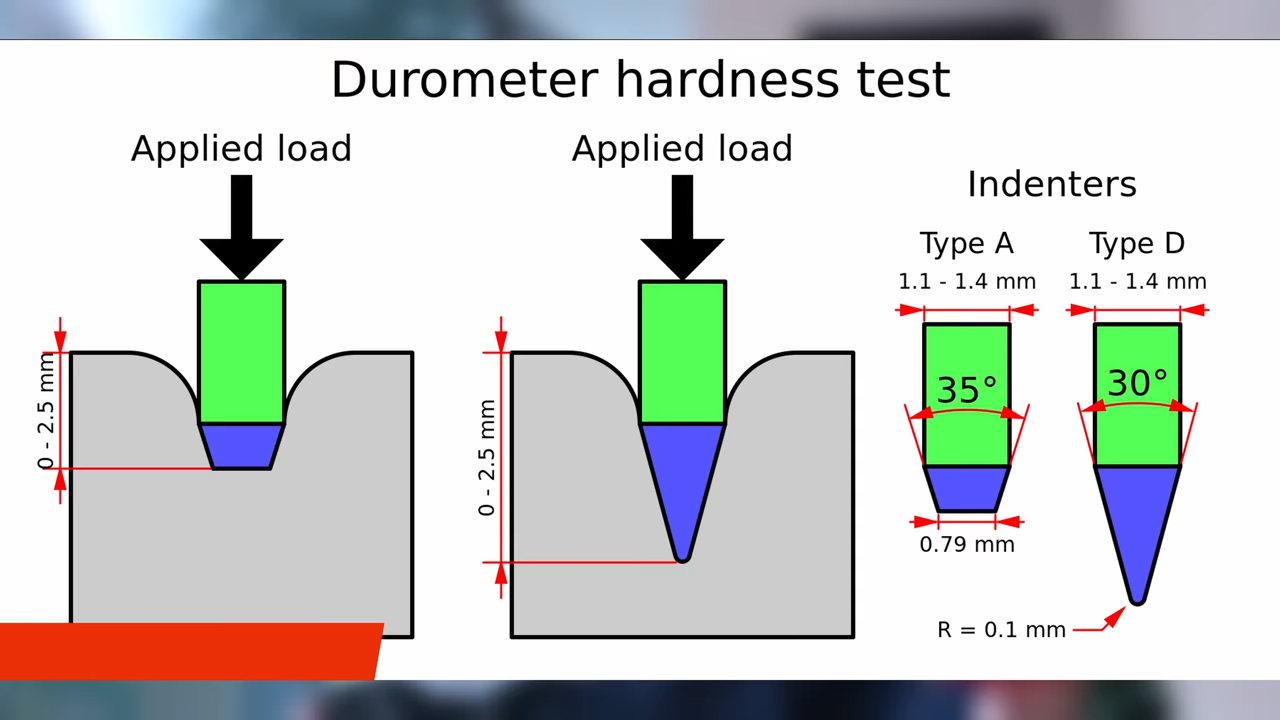 Durometer hardness test
Applied load
Applied load
Indenters
Type A
Type D
1.1 - 1.4 mm
1.1 - 1.4 mm
0 - 2.5 mm
0 - 2.5 mm
35°
30°
0.79 mm
R = 0.1 mm